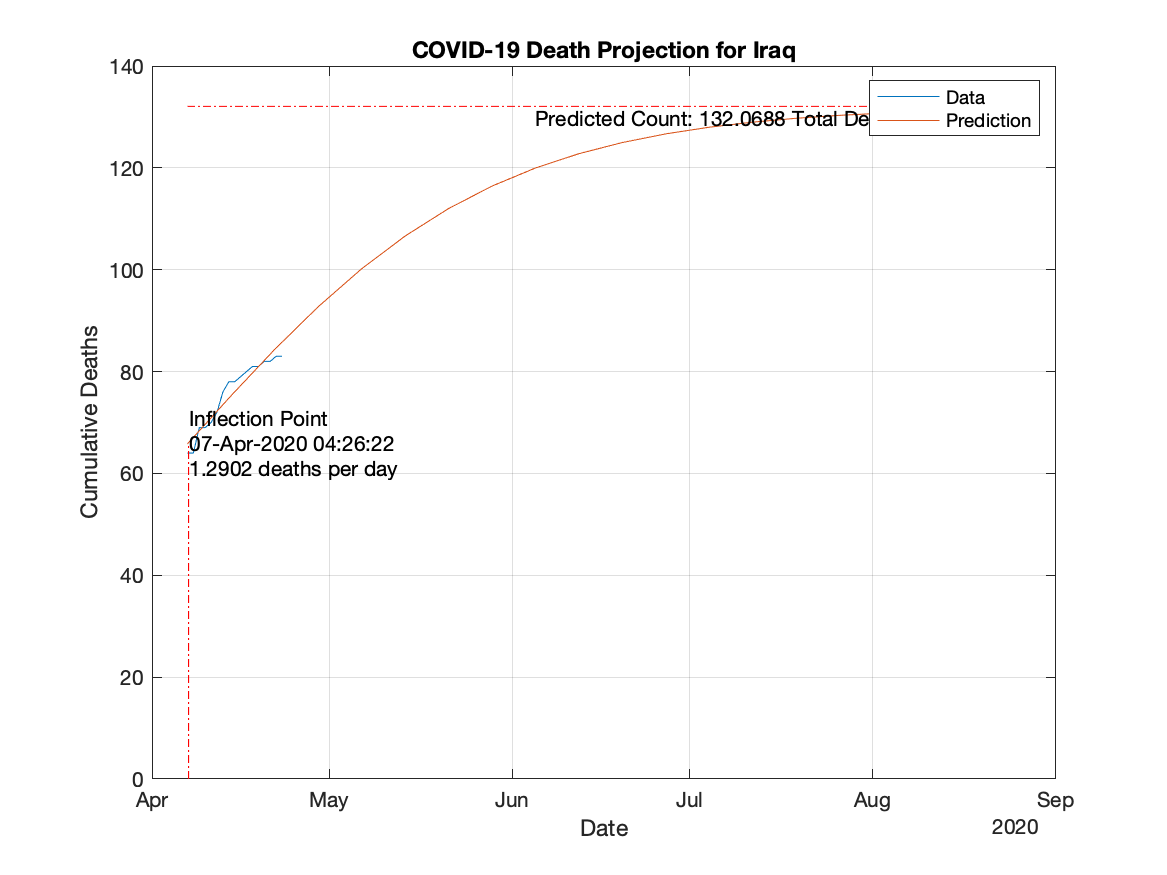 COVID-19 Death Projection for Iraq
140
120
100
80
60
40
20
0
Cumulative Deaths
Data
Prediction
Predicted Count: 132.0688 Total De
Inflection Point
07-Apr-2020 04:26:22
1.2902 deaths per day
Apr May Jun Jul Aug Sep
Date
2020